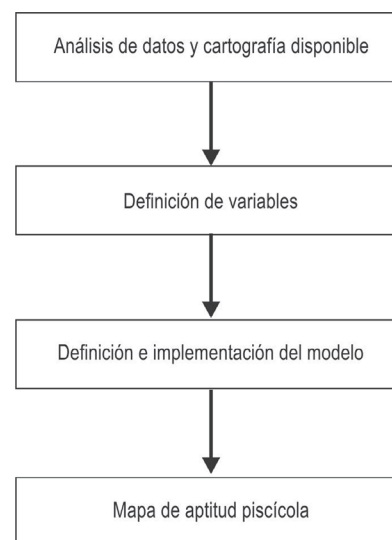 Análisis de datos y cartografía disponible
Definición de variables
Definición e implementación del modelo
Mapa de aptitud piscícola